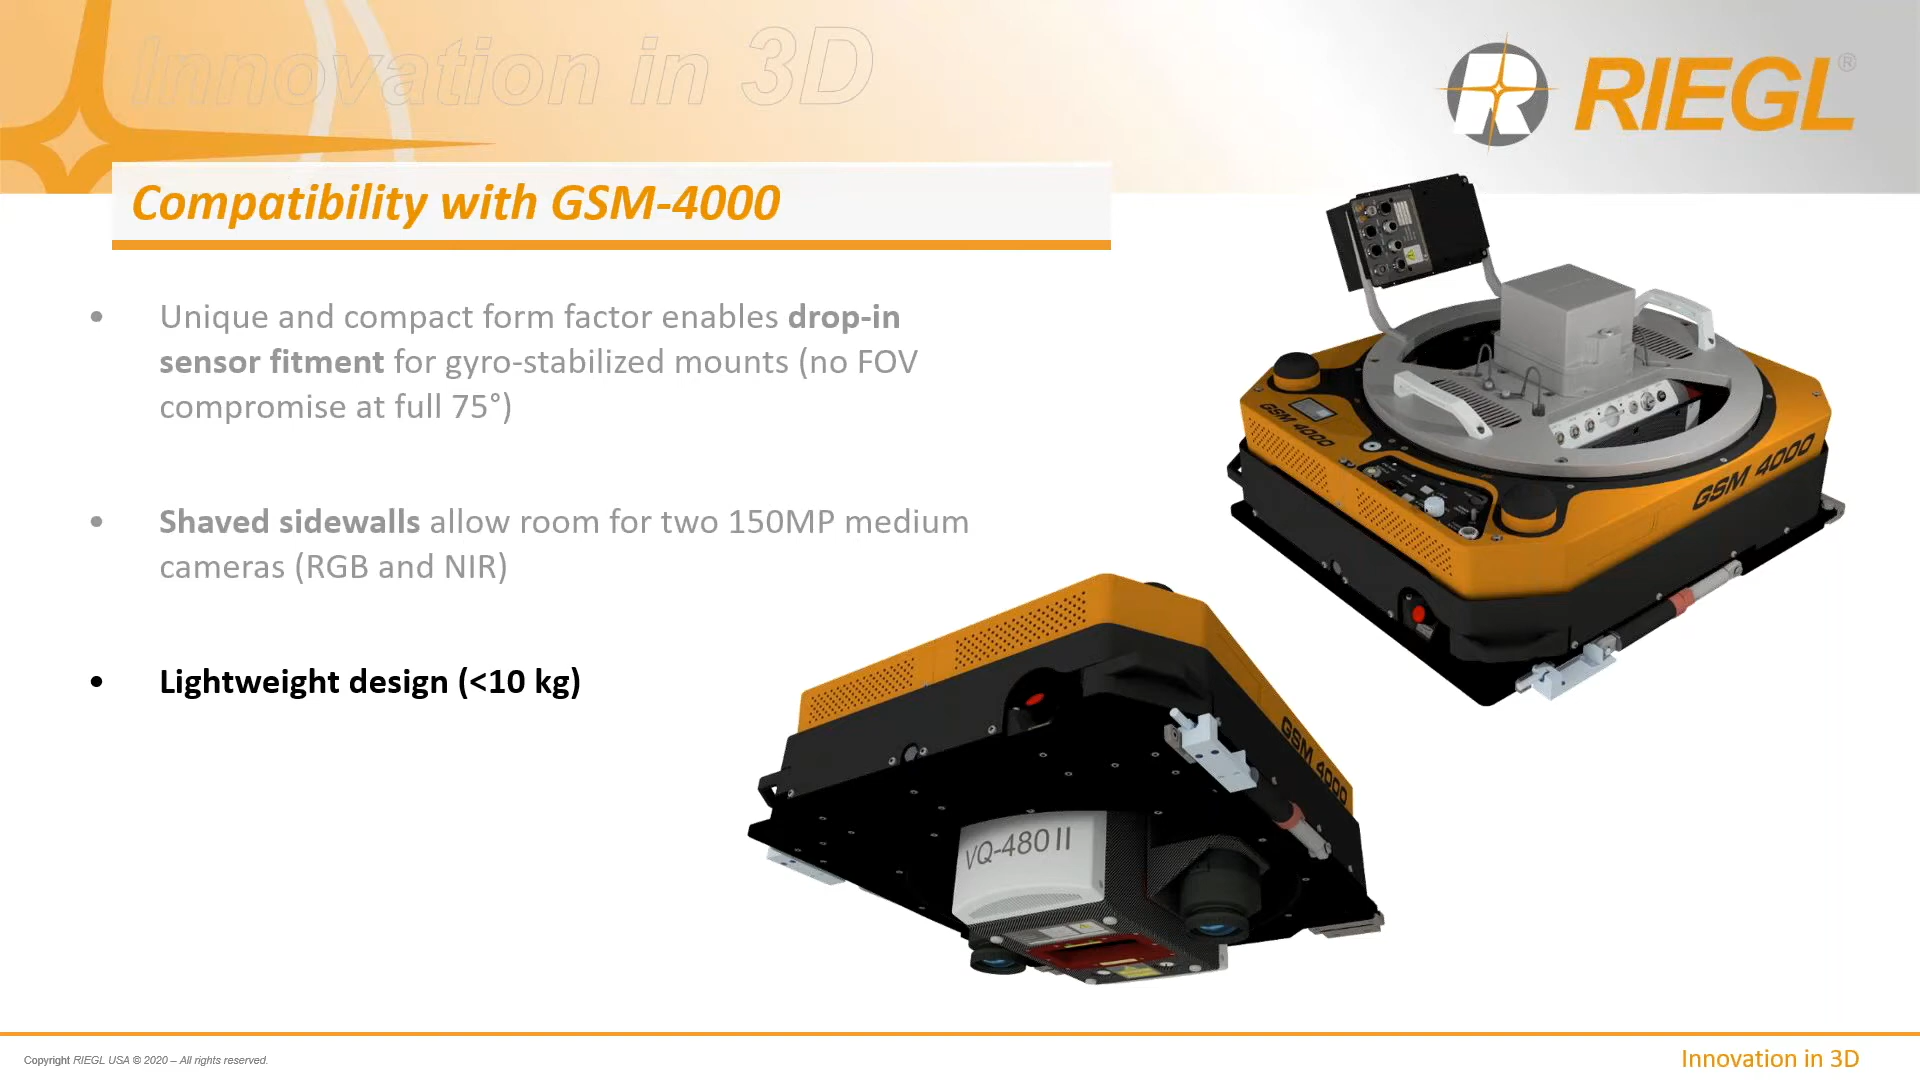 Innovation in 3D
RIEGL®
Compatibility with GSM-4000
• Unique and compact form factor enables drop-in
sensor fitment for gyro-stabilized mounts (no FOV
compromise at full 75°)
• Shaved sidewalls allow room for two 150MP medium
cameras (RGB and NIR)
• Lightweight design (<10 kg)
GSM 4000
GSM 4000
GSM 4000
VQ-480 II
Copyright RIEGL USA © 2020 – All rights reserved.
Innovation in 3D